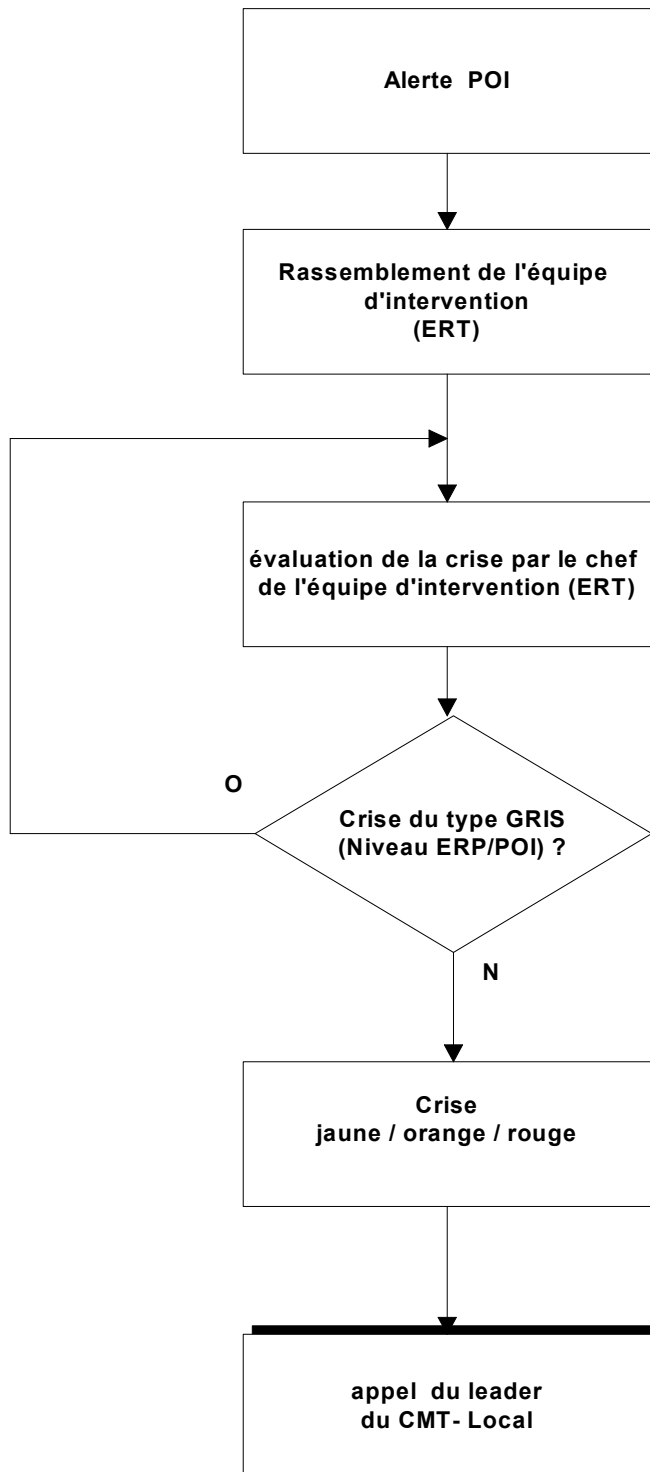 Alerte POI
Rassemblement de l'équipe
d'intervention
(ERT)
évaluation de la crise par le chef
de l'équipe d'intervention (ERT)
O
Crise du type GRIS
(Niveau ERP/POI) ?
N
Crise
jaune / orange / rouge
appel du leader
du CMT- Local